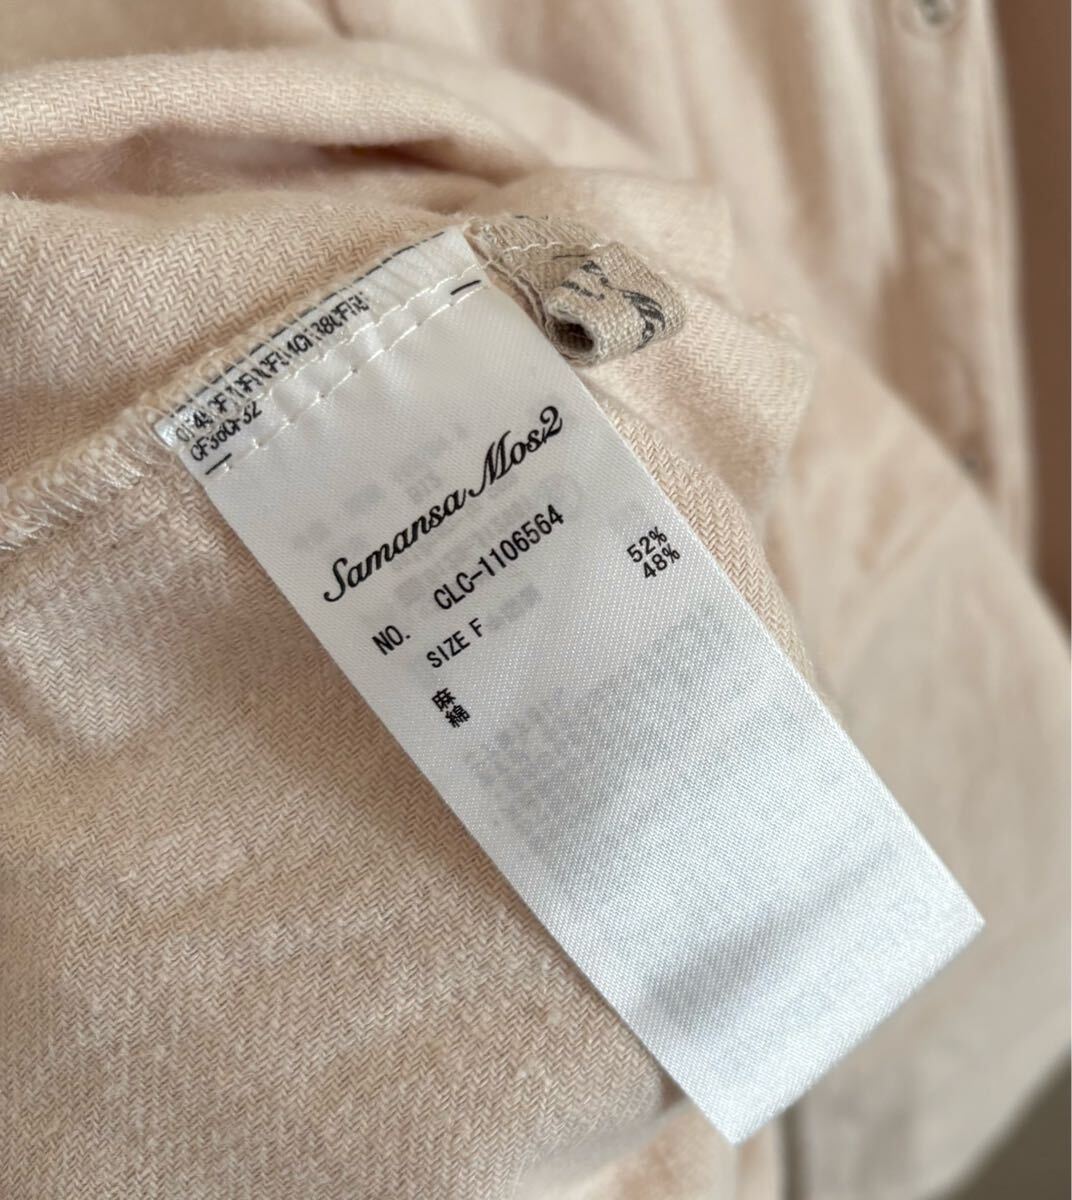 Samansa Mos2
NO. CLC-1106564
SIZE F
麻 52%
綿 48%